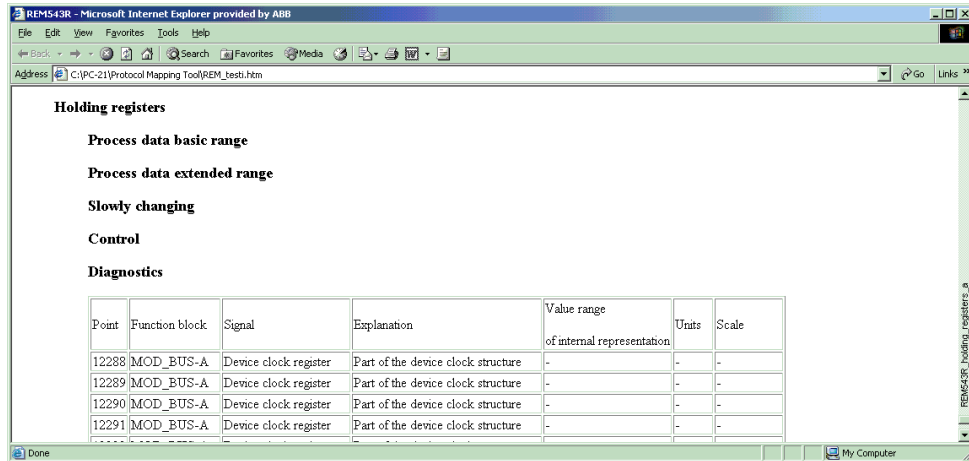 REM543R - Microsoft Internet Explorer provided by ABB
File Edit View Favorites Tools Help
Back Search Favorites Media
Address C:\PC-21\Protocol Mapping Tool\REM_testi.htm Go Links »
Holding registers
Process data basic range
Process data extended range
Slowly changing
Control
Diagnostics
Point Function block Signal Explanation Value range of internal representation Units Scale
12288 MOD_BUS-A Device clock register Part of the device clock structure - - -
12289 MOD_BUS-A Device clock register Part of the device clock structure - - -
12290 MOD_BUS-A Device clock register Part of the device clock structure - - -
12291 MOD_BUS-A Device clock register Part of the device clock structure - - -
Done My Computer
REM543R_holding_registers_a